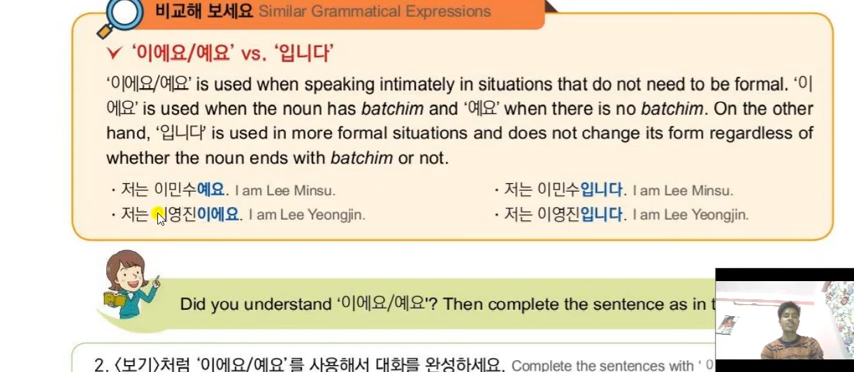 비교해 보세요 Similar Grammatical Expressions
'이에요/예요' vs. '입니다'
'이에요/예요' is used when speaking intimately in situations that do not need to be formal. '이
에요' is used when the noun has batchim and '예요' when there is no batchim. On the other
hand, '입니다' is used in more formal situations and does not change its form regardless of
whether the noun ends with batchim or not.
· 저는 이민수예요. I am Lee Minsu.
· 저는 이민수입니다. I am Lee Minsu.
· 저는 이영진이에요. I am Lee Yeongjin.
· 저는 이영진입니다. I am Lee Yeongjin.
Did you understand '이에요/예요'? Then complete the sentence as in
2. <보기>처럼 '이에요/예요'를 사용해서 대화를 완성하세요. Complete the sentences with '